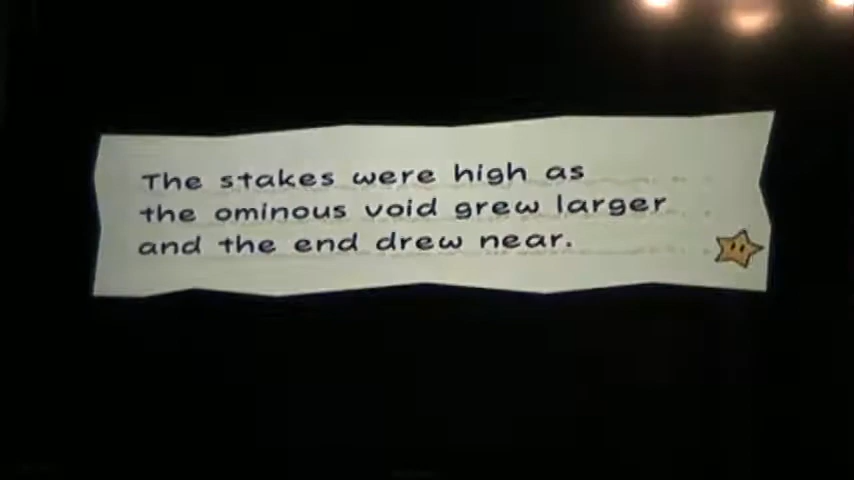 The stakes were high as
the ominous void grew larger
and the end drew near.